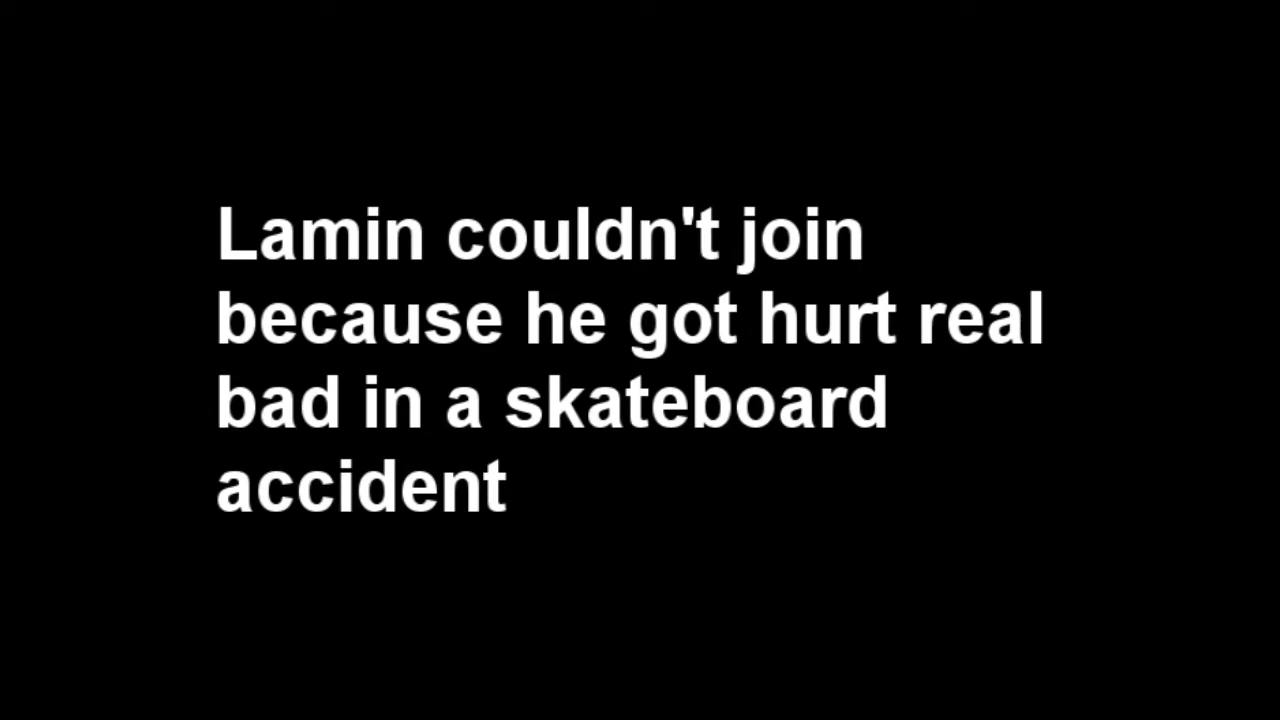 Lamin couldn't join
because he got hurt real
bad in a skateboard
accident